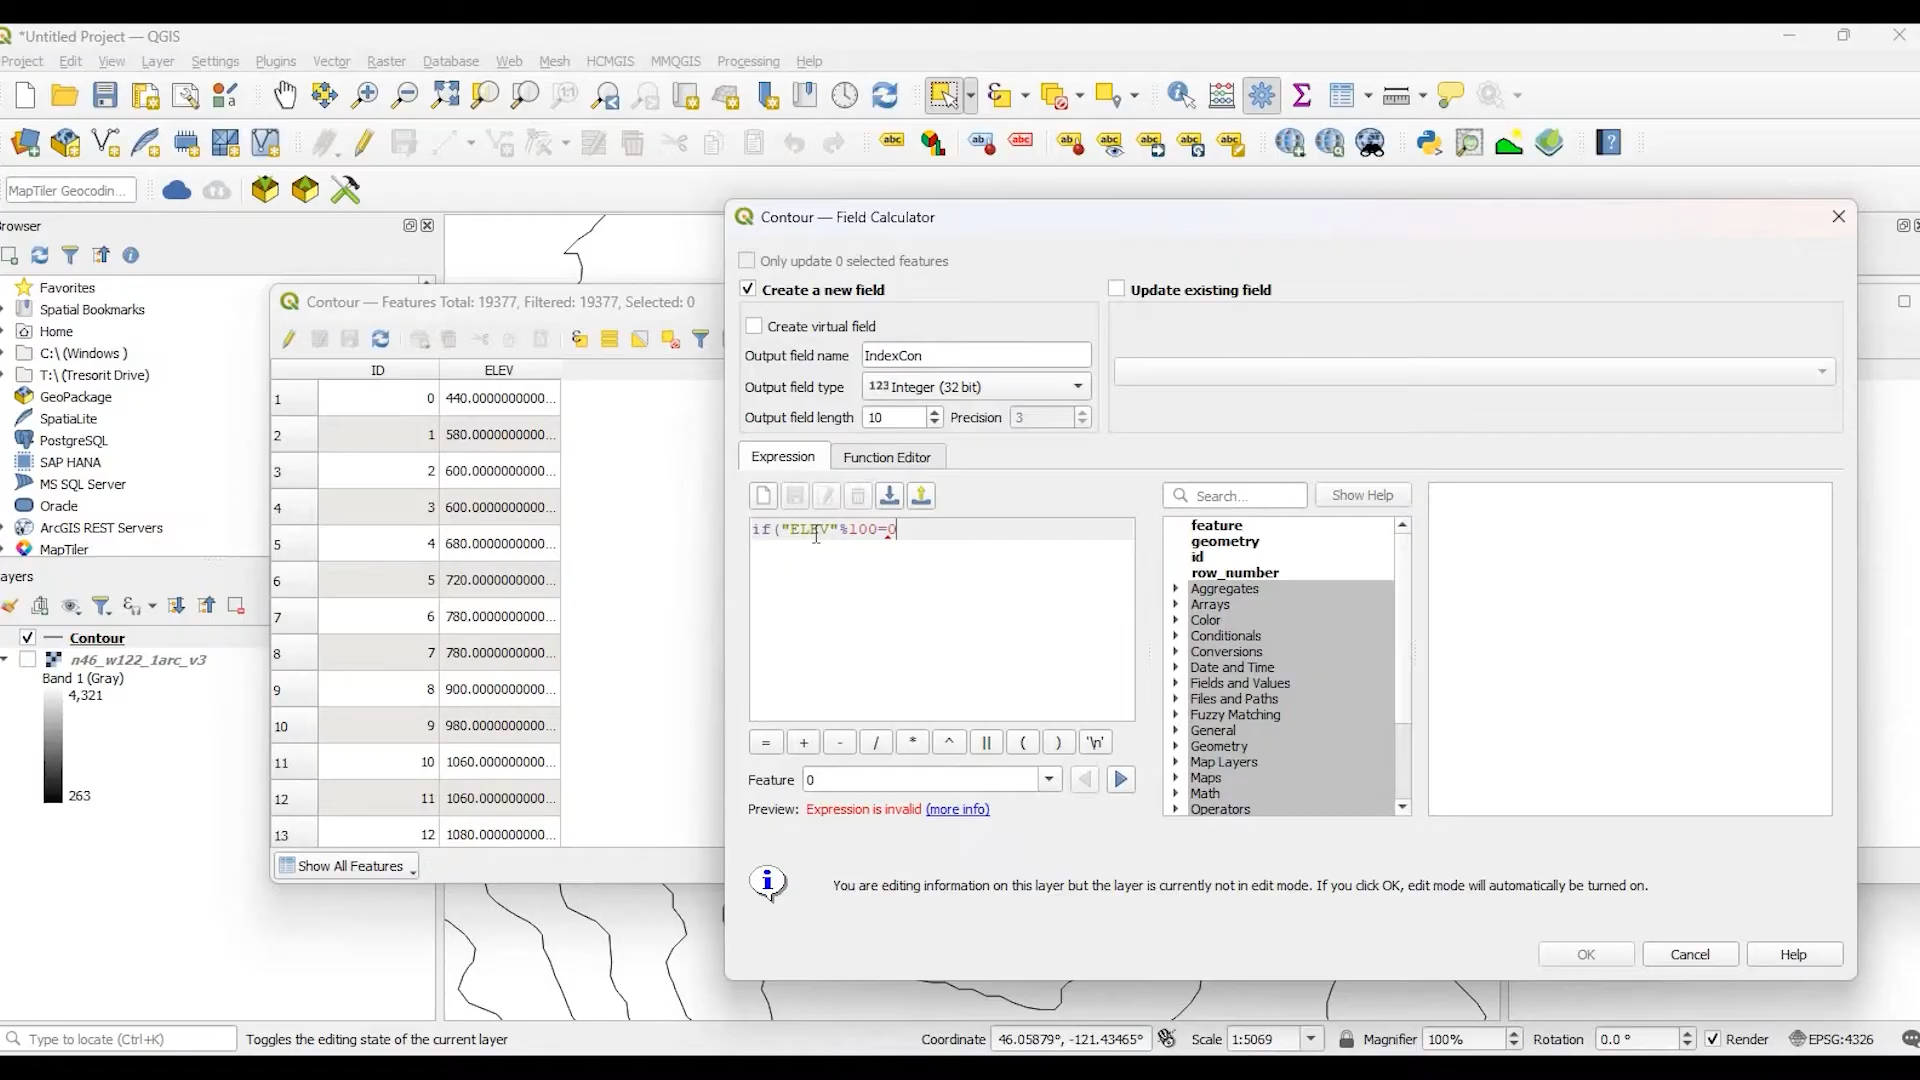 *Untitled Project — QGIS
Project Edit View Layer Settings Plugins Vector Raster Database Web Mesh HCMGIS MMQGIS Processing Help
MapTiler Geocodin...
rowser
Favorites
Spatial Bookmarks
Home
C:\ (Windows )
T:\ (Tresorit Drive)
GeoPackage
SpatiaLite
PostgreSQL
SAP HANA
MS SQL Server
Oracle
ArcGIS REST Servers
MapTiler
ayers
Contour
n46_w122_1arc_v3
Band 1 (Gray)
4,321
263
Contour — Features Total: 19377, Filtered: 19377, Selected: 0
ID ELEV
1 0 440.0000000000...
2 1 580.0000000000...
3 2 600.0000000000...
4 3 600.0000000000...
5 4 680.0000000000...
6 5 720.0000000000...
7 6 780.0000000000...
8 7 780.0000000000...
9 8 900.0000000000...
10 9 980.0000000000...
11 10 1060.000000000...
12 11 1060.000000000...
13 12 1080.000000000...
Show All Features
Contour — Field Calculator
Only update 0 selected features
Create a new field
Update existing field
Create virtual field
Output field name IndexCon
Output field type 123 Integer (32 bit)
Output field length 10 Precision 3
Expression Function Editor
Search... Show Help
if("ELEV"%100=0
feature
geometry
id
row_number
Aggregates
Arrays
Color
Conditionals
Conversions
Date and Time
Fields and Values
Files and Paths
Fuzzy Matching
General
Geometry
Map Layers
Maps
Math
Operators
= + - / * ^ || ( ) '\n'
Feature 0
Preview: Expression is invalid (more info)
You are editing information on this layer but the layer is currently not in edit mode. If you click OK, edit mode will automatically be turned on.
OK Cancel Help
Type to locate (Ctrl+K) Toggles the editing state of the current layer Coordinate 46.05879°, -121.43465° Scale 1:5069 Magnifier 100% Rotation 0.0 ° Render EPSG:4326